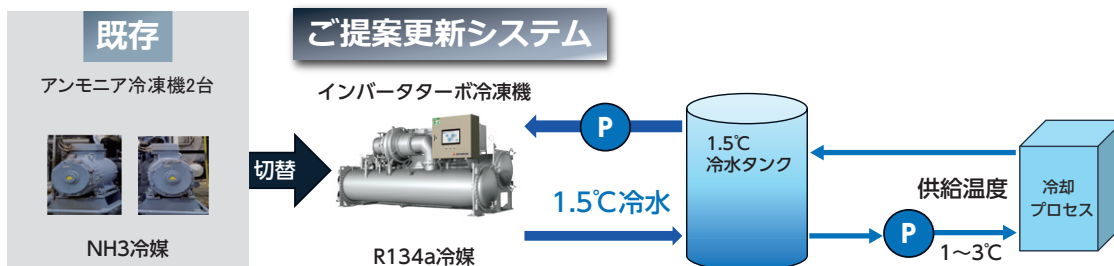 既存
アンモニア冷凍機2台
NH3冷媒
切替
ご提案更新システム
インバータターボ冷凍機
R134a冷媒
P
1.5℃冷水
1.5℃
冷水タンク
供給温度
P
1〜3℃
冷却
プロセス